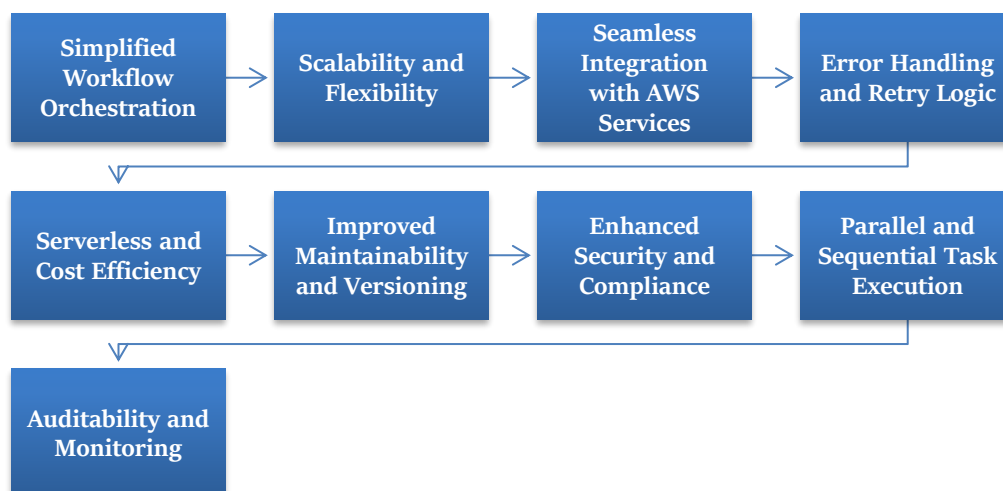 Simplified
Workflow
Orchestration
Scalability and
Flexibility
Seamless
Integration
with AWS
Services
Error Handling
and Retry Logic
Serverless and
Cost Efficiency
Improved
Maintainability
and Versioning
Enhanced
Security and
Compliance
Parallel and
Sequential Task
Execution
Auditability and
Monitoring